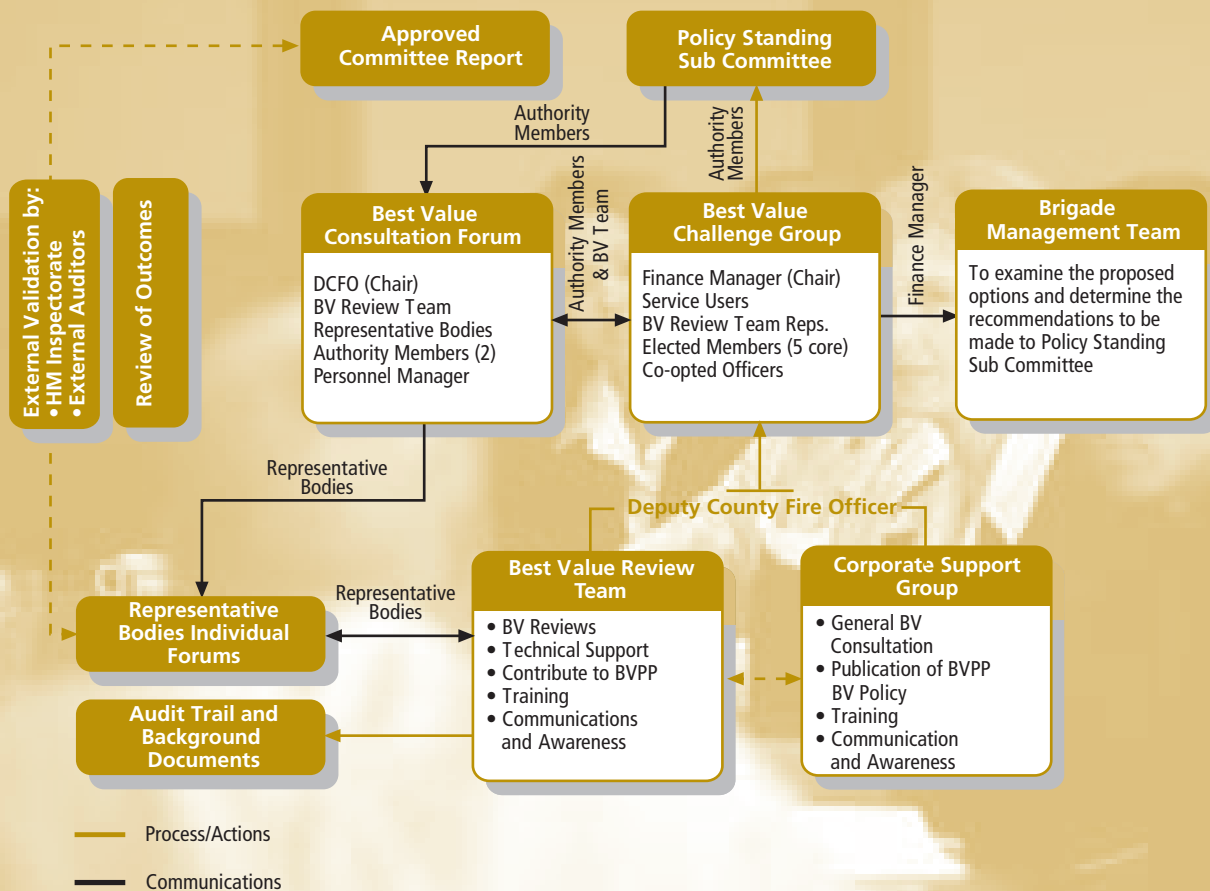 Approved
Committee Report
Policy Standing
Sub Committee
Authority
Members
Authority
Members
External Validation by:
• HM Inspectorate
• External Auditors
Review of Outcomes
Best Value
Consultation Forum
DCFO (Chair)
BV Review Team
Representative Bodies
Authority Members (2)
Personnel Manager
Authority Members
& BV Team
Best Value
Challenge Group
Finance Manager (Chair)
Service Users
BV Review Team Reps.
Elected Members (5 core)
Co-opted Officers
Finance Manager
Brigade
Management Team
To examine the proposed
options and determine the
recommendations to be
made to Policy Standing
Sub Committee
Representative
Bodies
Deputy County Fire Officer
Representative
Bodies Individual
Forums
Representative
Bodies
Best Value Review
Team
• BV Reviews
• Technical Support
• Contribute to BVPP
• Training
• Communications
and Awareness
Corporate Support
Group
• General BV
Consultation
• Publication of BVPP
BV Policy
• Training
• Communication
and Awareness
Audit Trail and
Background
Documents
Process/Actions
Communications